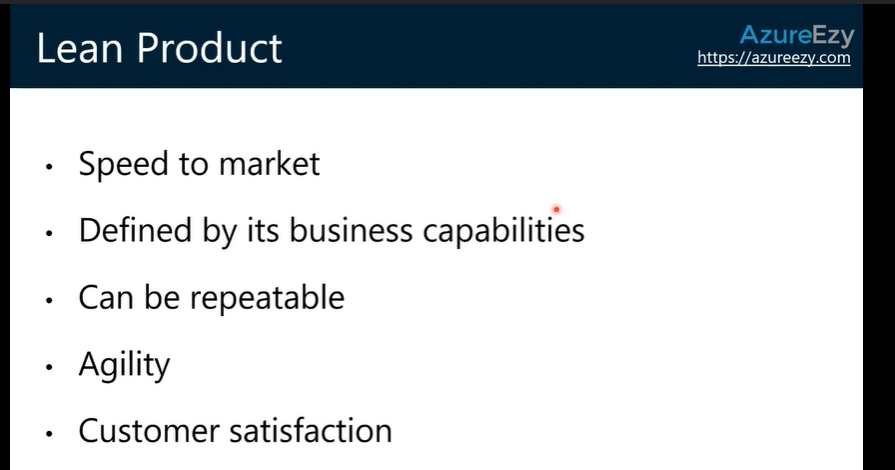 Lean Product
AzureEzy
https://azureezy.com
• Speed to market
• Defined by its business capabilities
• Can be repeatable
• Agility
• Customer satisfaction